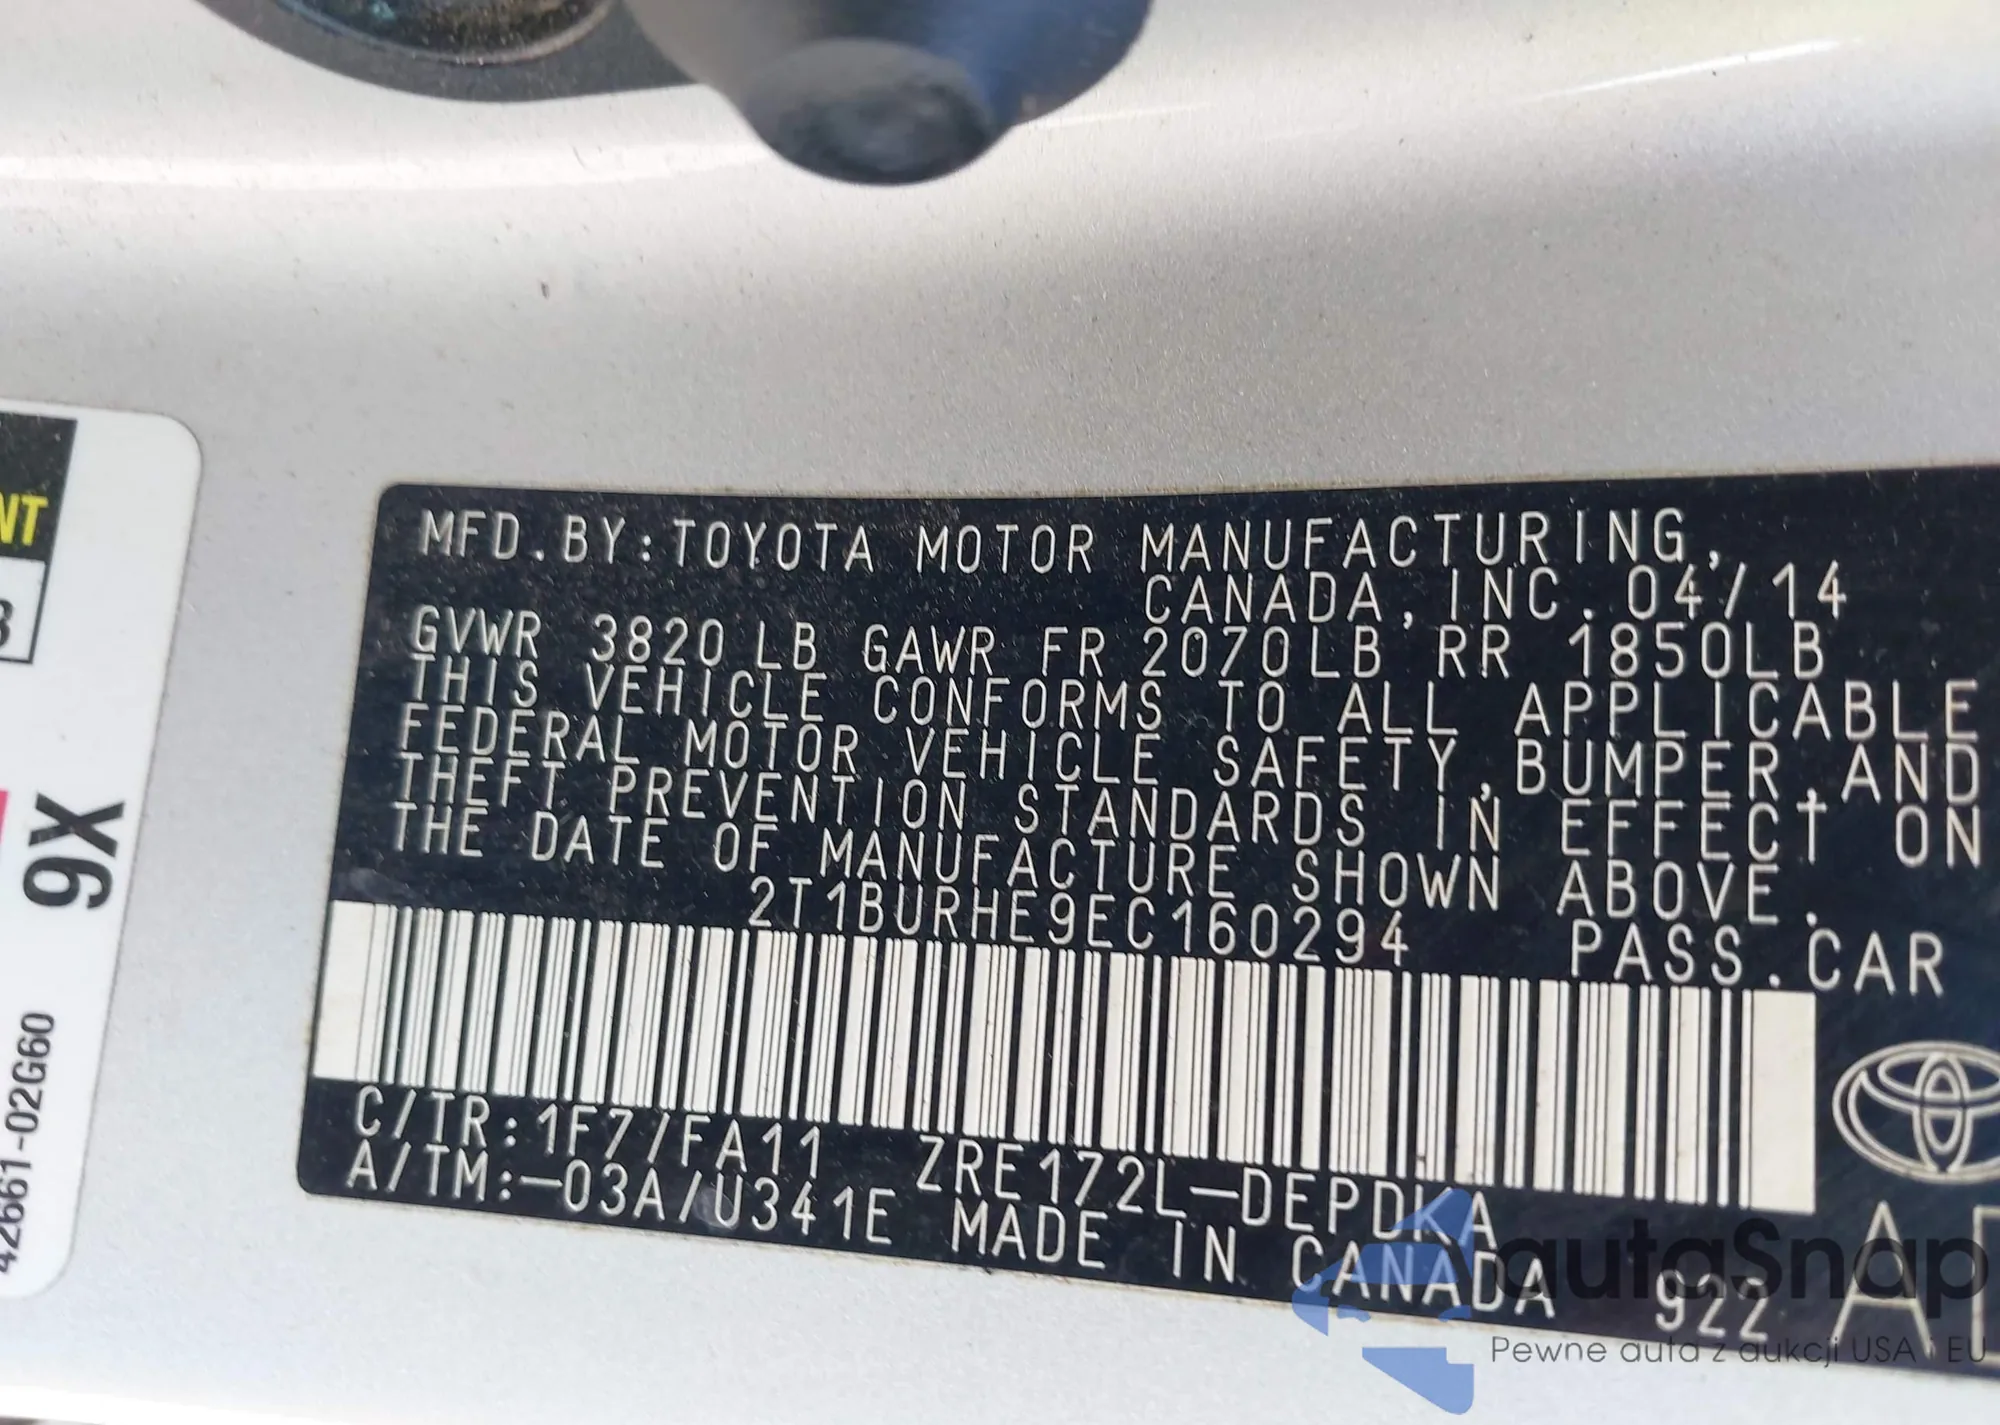 NT
9X
42661-02G60
MFD.BY:TOYOTA MOTOR MANUFACTURING,
CANADA,INC. 04/14
GVWR 3820LB GAWR FR 2070LB RR 1850LB
THIS VEHICLE CONFORMS TO ALL APPLICABLE
FEDERAL MOTOR VEHICLE SAFETY,BUMPER,AND
THEFT PREVENTION STANDARDS IN EFFECT ON
THE DATE OF MANUFACTURE SHOWN ABOVE.
2T1BURHE9EC160294 PASS.CAR
C/TR:1F7/FA11 ZRE172L-DEPDKA
A/TM:-03A/U341E MADE IN CANADA 922
autaSnap
Pewne auta z aukcji USA i EU